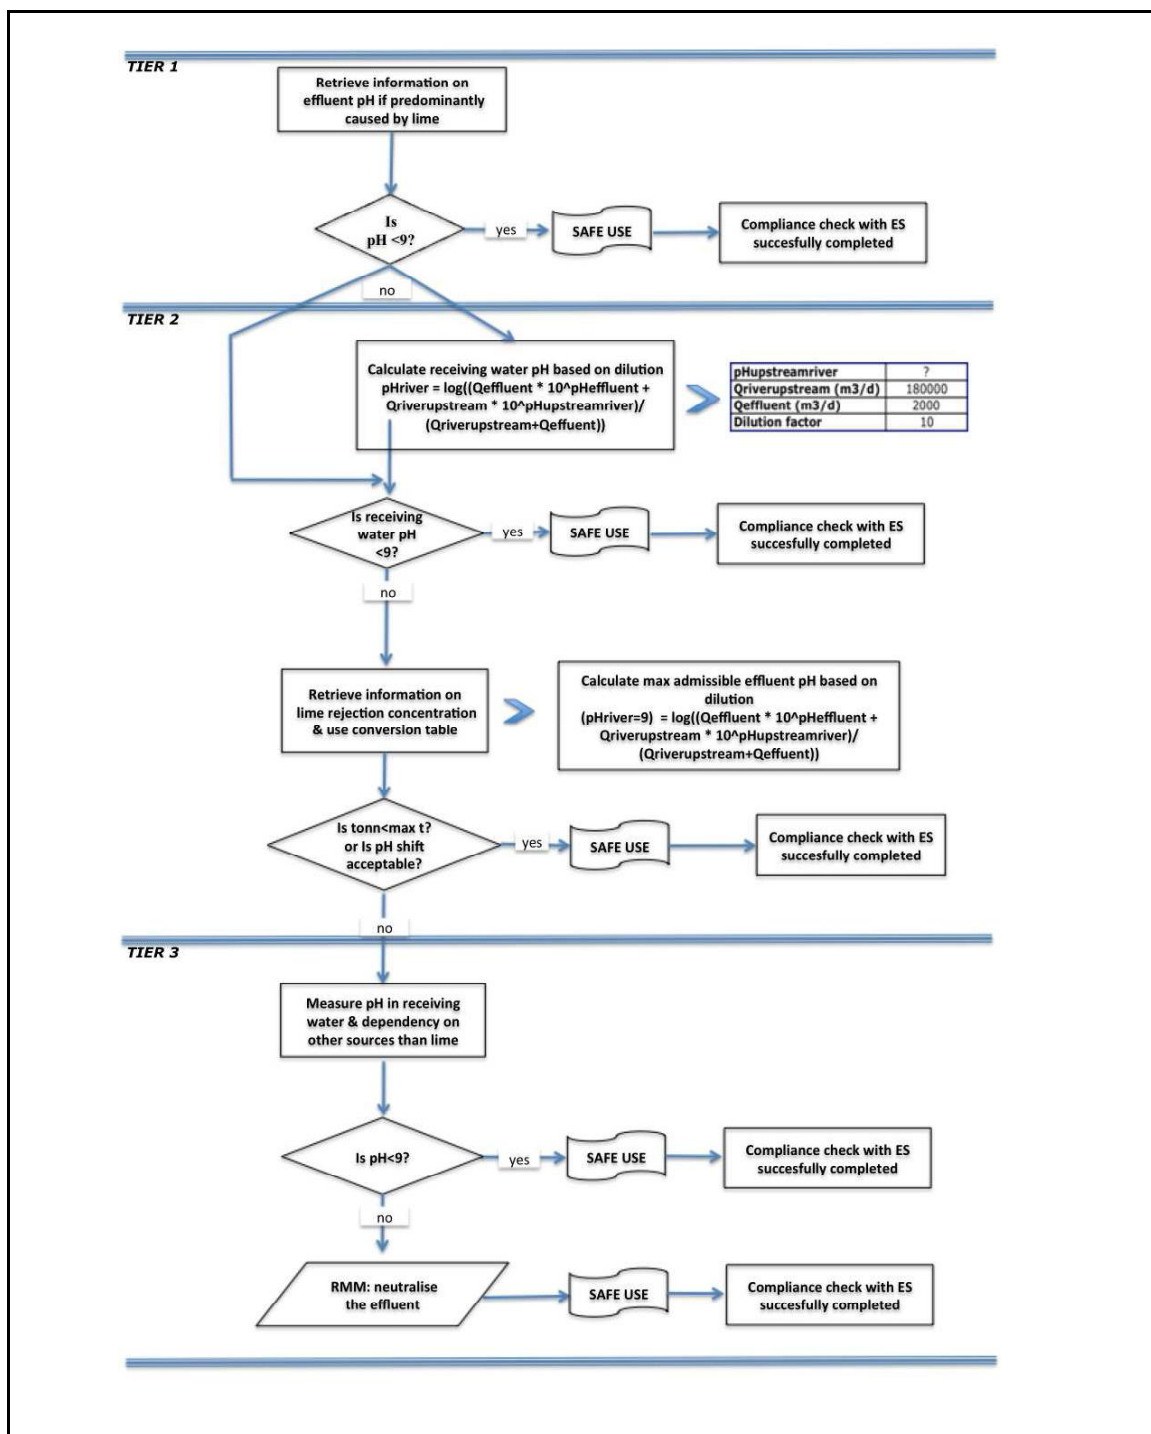 TIER 1
Retrieve information on
effluent pH if predominantly
caused by lime
Is
pH <9?
yes
SAFE USE
Compliance check with ES
succesfully completed
no
TIER 2
Calculate receiving water pH based on dilution
pHriver = log((Qeffluent * 10^pHeffluent +
Qriverupstream * 10^pHupstreamriver)/
(Qriverupstream+Qeffuent))
pHupstreamriver ?
Qriverupstream (m3/d) 180000
Qeffluent (m3/d) 2000
Dilution factor 10
Is receiving
water pH
<9?
yes
SAFE USE
Compliance check with ES
succesfully completed
no
Retrieve information on
lime rejection concentration
& use conversion table
Calculate max admissible effluent pH based on
dilution
(pHriver=9) = log((Qeffluent * 10^pHeffluent +
Qriverupstream * 10^pHupstreamriver)/
(Qriverupstream+Qeffuent))
Is tonn<max t?
or Is pH shift
acceptable?
yes
SAFE USE
Compliance check with ES
succesfully completed
no
TIER 3
Measure pH in receiving
water & dependency on
other sources than lime
Is pH<9?
yes
SAFE USE
Compliance check with ES
succesfully completed
no
RMM: neutralise
the effluent
SAFE USE
Compliance check with ES
succesfully completed